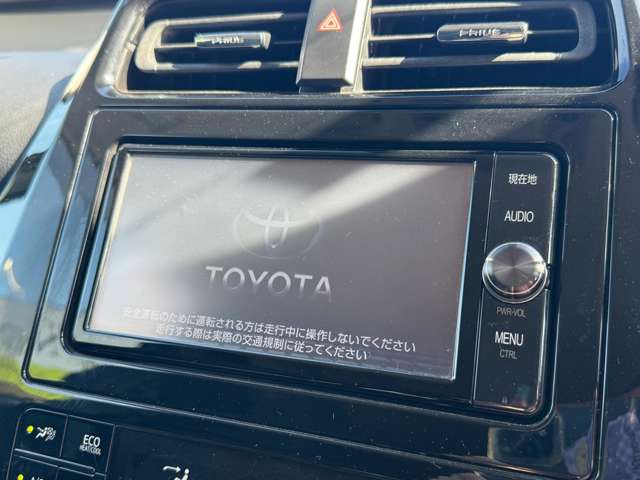 PRIUS
PRIUS
現在地
AUDIO
TOYOTA
PWR-VOL
安全運転のために運転される方は走行中に操作しないでください
走行する際は実際の交通規制に従ってください
MENU
CTRL
ECO
HEAT/COOL